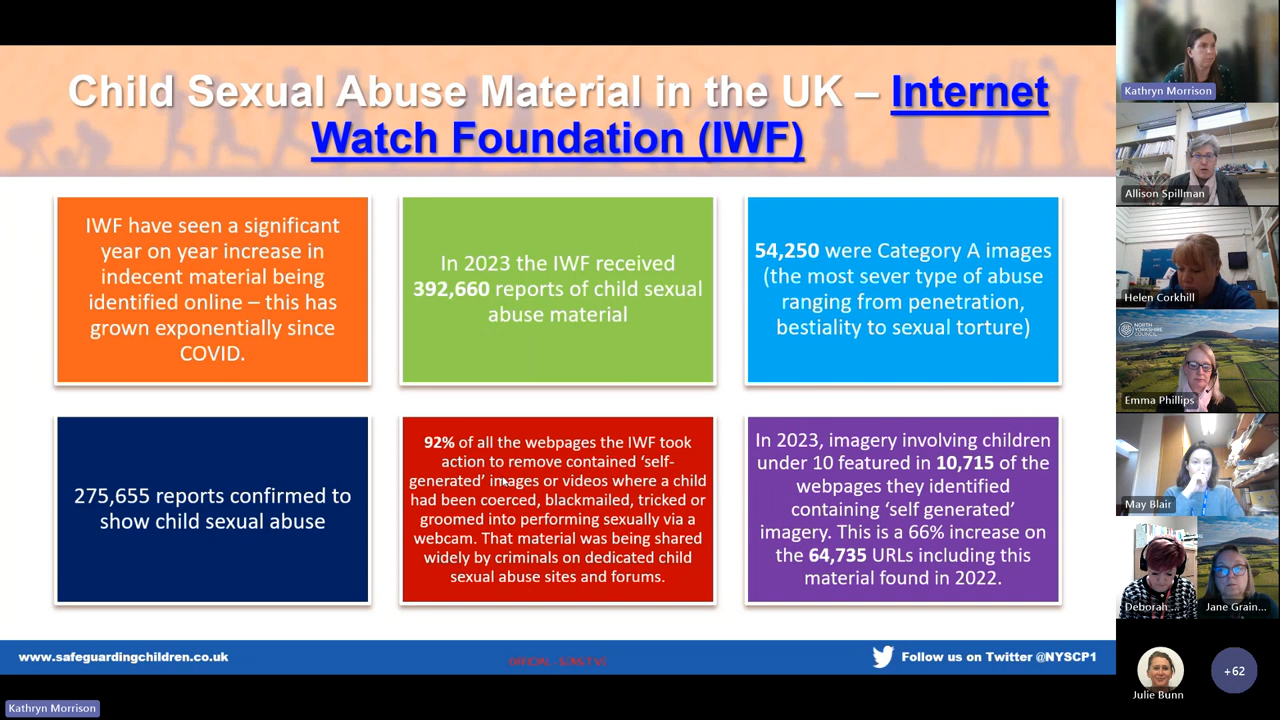 Child Sexual Abuse Material in the UK – Internet
Watch Foundation (IWF)
IWF have seen a significant
year on year increase in
indecent material being
identified online – this has
grown exponentially since
COVID.
In 2023 the IWF received
392,660 reports of child sexual
abuse material
54,250 were Category A images
(the most sever type of abuse
ranging from penetration,
bestiality to sexual torture)
275,655 reports confirmed to
show child sexual abuse
92% of all the webpages the IWF took
action to remove contained ‘self-
generated’ images or videos where a child
had been coerced, blackmailed, tricked or
groomed into performing sexually via a
webcam. That material was being shared
widely by criminals on dedicated child
sexual abuse sites and forums.
In 2023, imagery involving children
under 10 featured in 10,715 of the
webpages they identified
containing ‘self generated’
imagery. This is a 66% increase on
the 64,735 URLs including this
material found in 2022.
www.safeguardingchildren.co.uk
Follow us on Twitter @NYSCP1
Kathryn Morrison
Kathryn Morrison
Allison Spillman
Helen Corkhill
NORTH
YORKSHIRE
COUNCIL
Emma Phillips
May Blair
Deborah...
Jane Grain...
Julie Bunn
+62